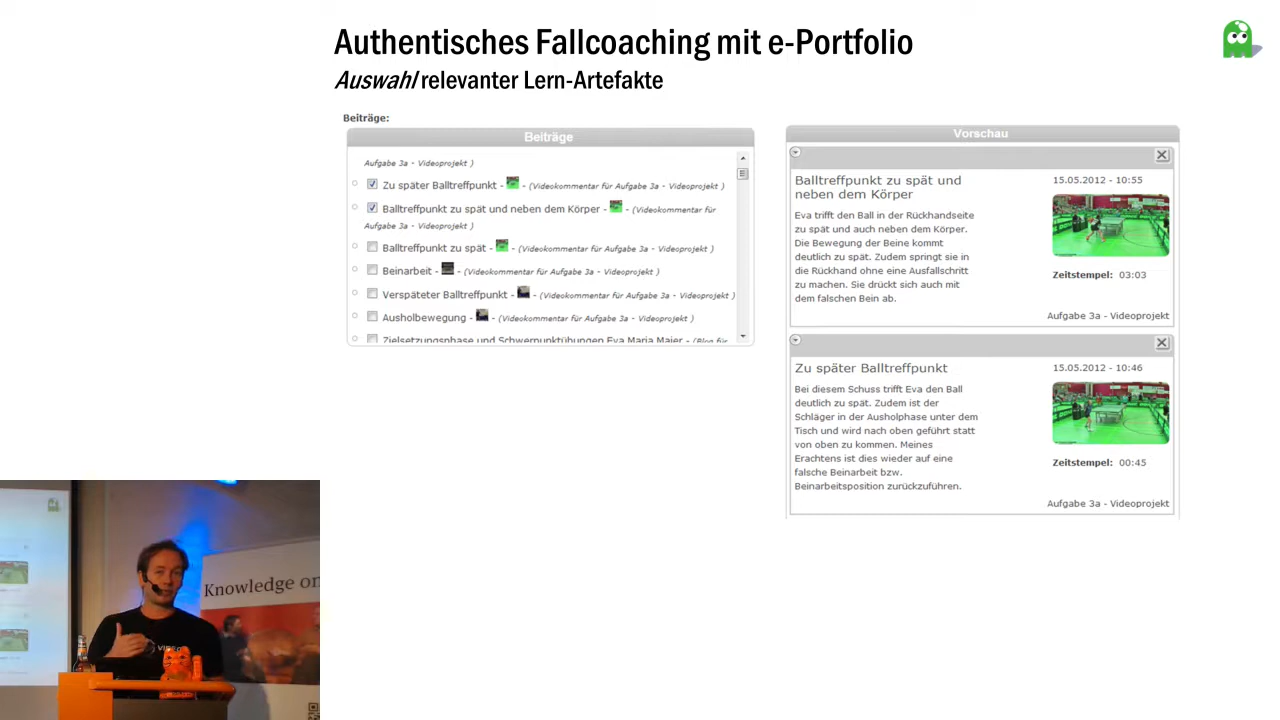 Authentisches Fallcoaching mit e-Portfolio
Auswahl relevanter Lern-Artefakte
Beiträge:
Beiträge
Aufgabe 3a - Videoprojekt )
Zu später Balltreffpunkt - - (Videokommentar für Aufgabe 3a - Videoprojekt )
Balltreffpunkt zu spät und neben dem Körper - - (Videokommentar für
Aufgabe 3a - Videoprojekt )
Balltreffpunkt zu spät - - (Videokommentar für Aufgabe 3a - Videoprojekt )
Beinarbeit - - (Videokommentar für Aufgabe 3a - Videoprojekt )
Verspäteter Balltreffpunkt - - (Videokommentar für Aufgabe 3a - Videoprojekt )
Ausholbewegung - - (Videokommentar für Aufgabe 3a - Videoprojekt )
Zielsetzungsphase und Schwerpunktübungen Eva Maria Maier - (Blog für
Vorschau
Balltreffpunkt zu spät und
neben dem Körper
15.05.2012 - 10:55
Eva trifft den Ball in der Rückhandseite
zu spät und auch neben dem Körper.
Die Bewegung der Beine kommt
deutlich zu spät. Zudem springt sie in
die Rückhand ohne eine Ausfallschritt
zu machen. Sie drückt sich auch mit
dem falschen Bein ab.
Zeitstempel: 03:03
Aufgabe 3a - Videoprojekt
Zu später Balltreffpunkt
15.05.2012 - 10:46
Bei diesem Schuss trifft Eva den Ball
deutlich zu spät. Zudem ist der
Schläger in der Ausholphase unter dem
Tisch und wird nach oben geführt statt
von oben zu kommen. Meines
Erachtens ist dies wieder auf eine
falsche Beinarbeit bzw.
Beinarbeitsposition zurückzuführen.
Zeitstempel: 00:45
Aufgabe 3a - Videoprojekt
Knowledge on